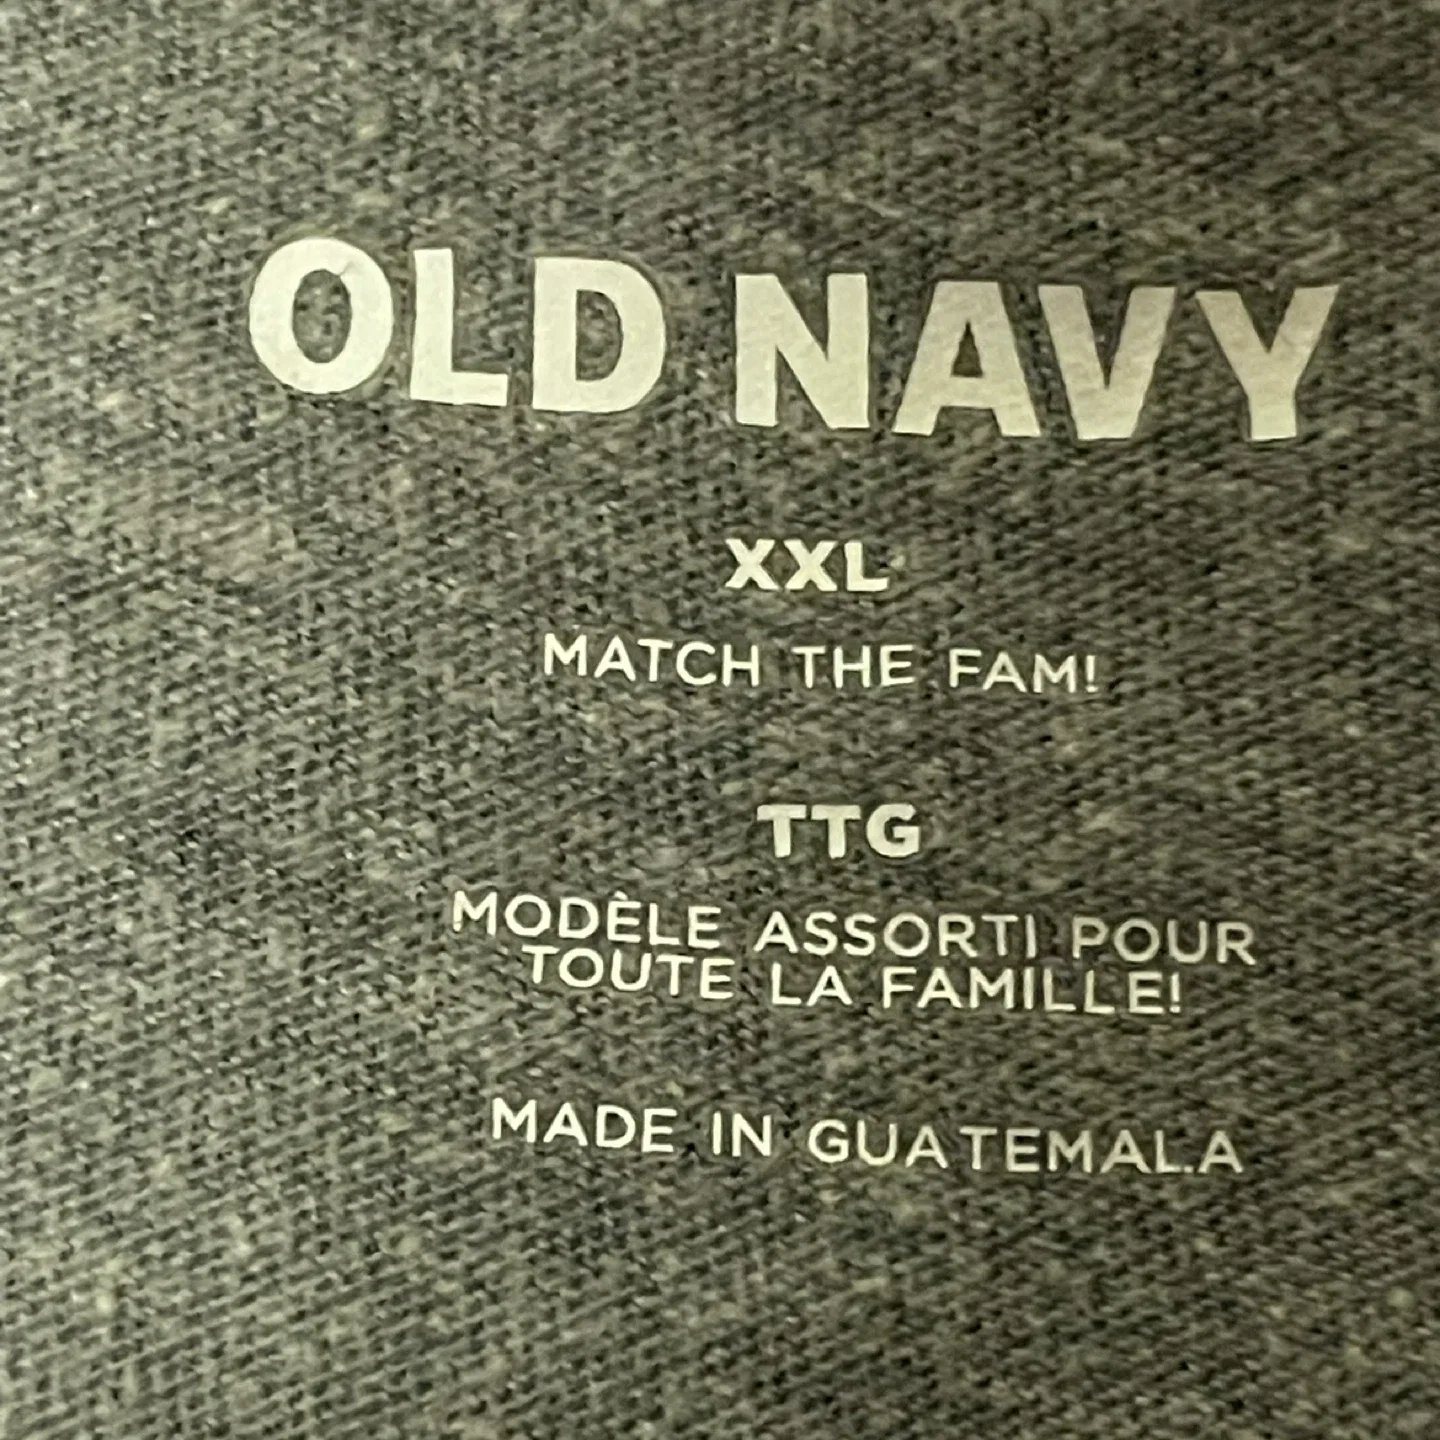 OLD NAVY
XXL
MATCH THE FAM!
TTG
MODÈLE ASSORTI POUR
TOUTE LA FAMILLE!
MADE IN GUATEMALA